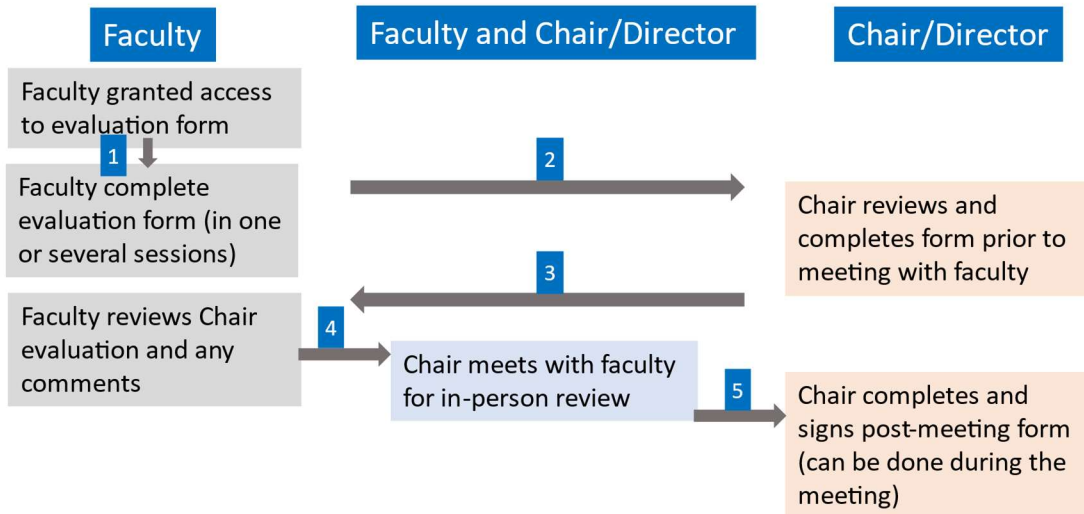 Faculty
Faculty and Chair/Director
Chair/Director
Faculty granted access
to evaluation form
1
Faculty complete
evaluation form (in one
or several sessions)
2
Chair reviews and
completes form prior to
meeting with faculty
3
Faculty reviews Chair
evaluation and any
comments
4
Chair meets with faculty
for in-person review
5
Chair completes and
signs post-meeting form
(can be done during the
meeting)